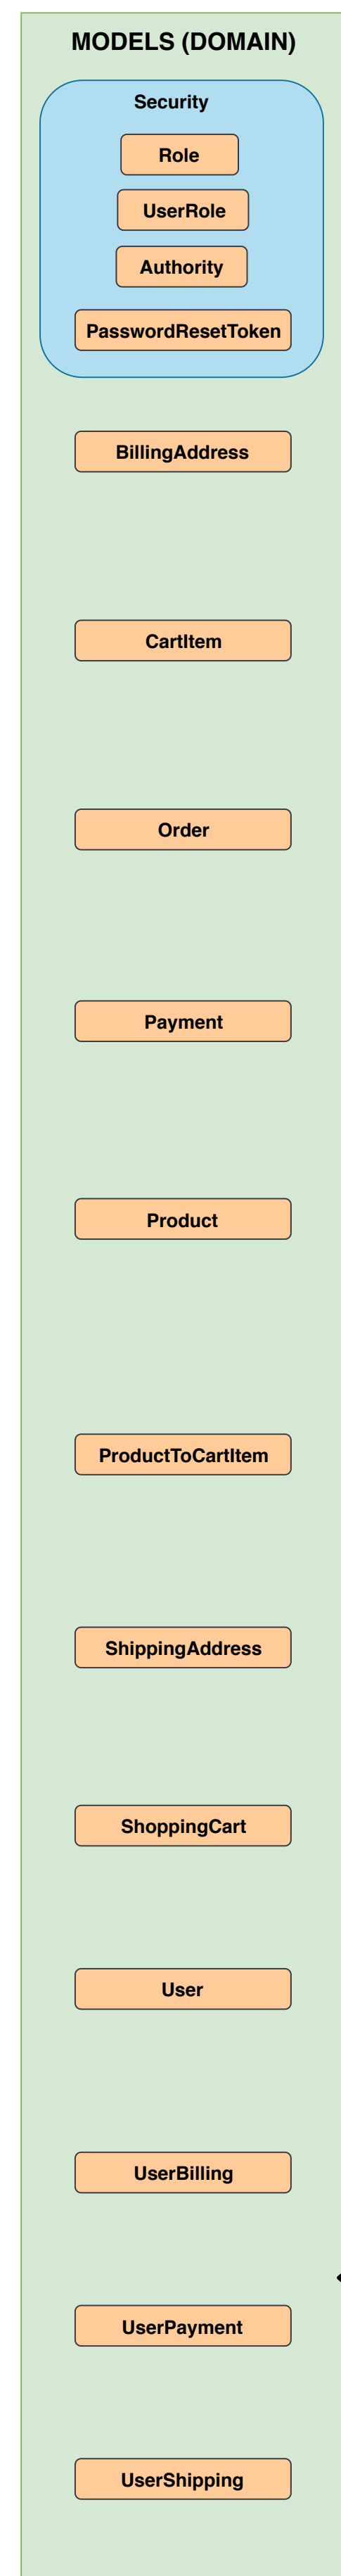 MODELS (DOMAIN)
Security
Role
UserRole
Authority
PasswordResetToken
BillingAddress
CartItem
Order
Payment
Product
ProductToCartItem
ShippingAddress
ShoppingCart
User
UserBilling
UserPayment
UserShipping